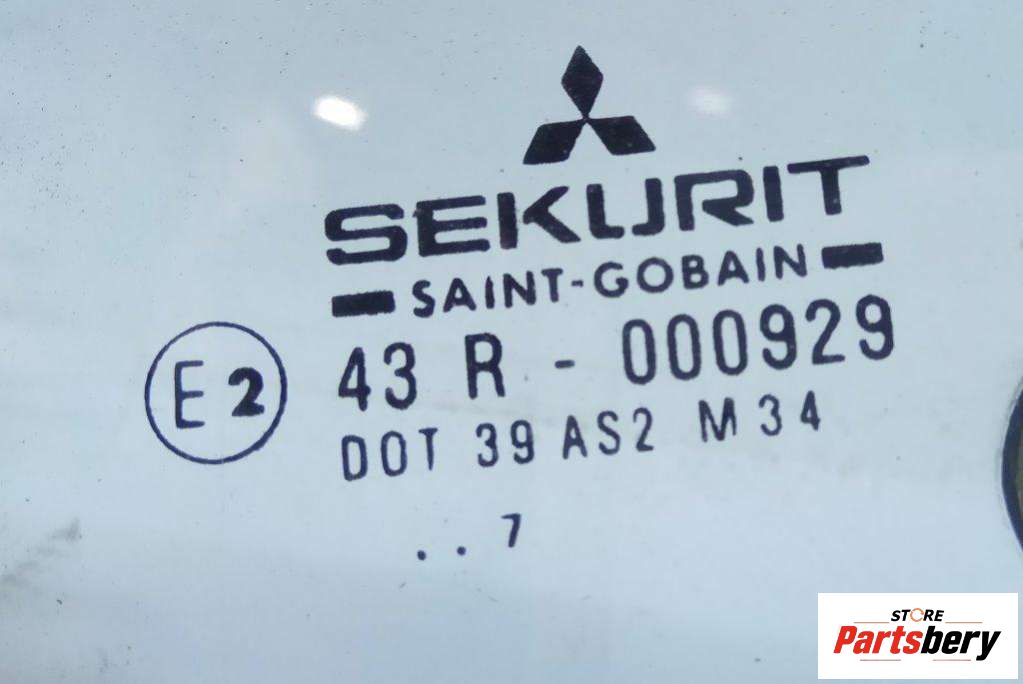 SEKURIT
SAINT-GOBAIN
E2 43 R - 000929
DOT 39 AS2 M34
..7
STORE
Partsbery